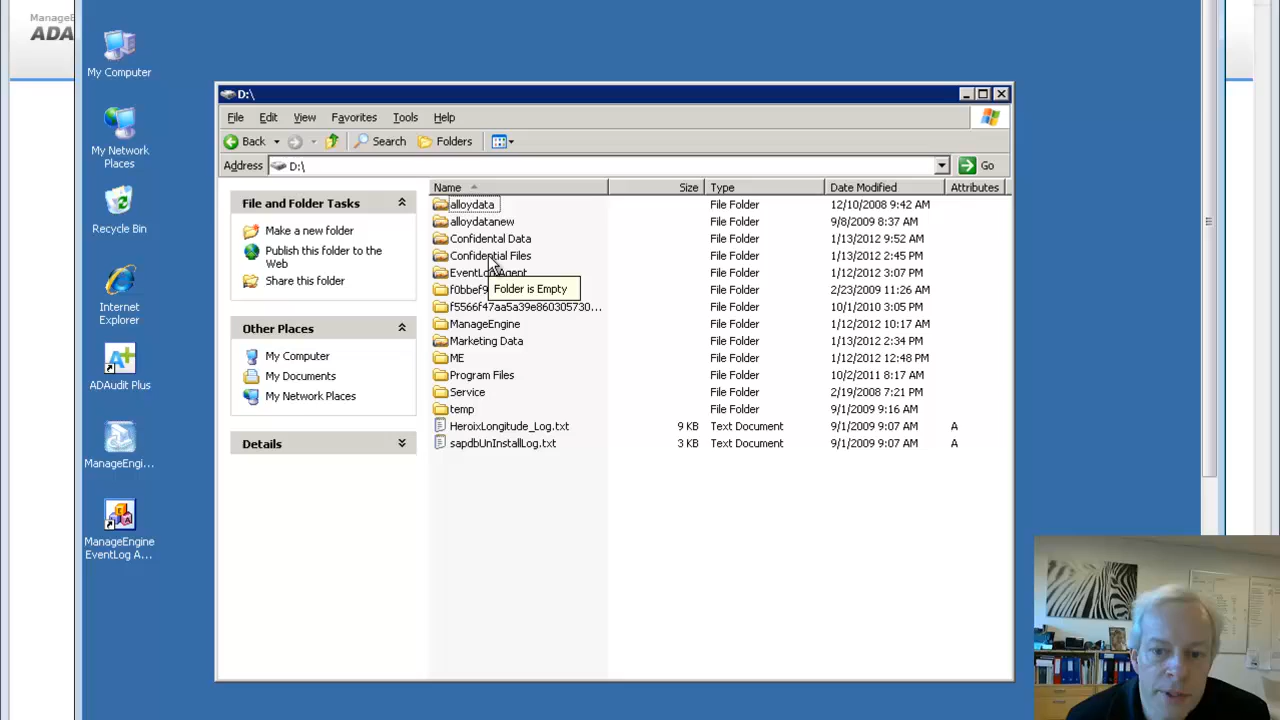 ManageE
ADA
My Computer
My Network
Places
Recycle Bin
Internet
Explorer
ADAudit Plus
ManageEngi...
ManageEngine
EventLog A...
D:\
File Edit View Favorites Tools Help
Back Search Folders
Address D:\ Go
File and Folder Tasks
Make a new folder
Publish this folder to the
Web
Share this folder
Other Places
My Computer
My Documents
My Network Places
Details
Name Size Type Date Modified Attributes
alloydata File Folder 12/10/2008 9:42 AM
alloydatanew File Folder 9/8/2009 8:37 AM
Confidental Data File Folder 1/13/2012 9:52 AM
Confidential Files File Folder 1/13/2012 2:45 PM
EventLogAgent File Folder 1/12/2012 3:07 PM
Folder is Empty
f0bbef9 File Folder 2/23/2009 11:26 AM
f5566f47aa5a39e860305730... File Folder 10/1/2010 3:05 PM
ManageEngine File Folder 1/12/2012 10:17 AM
Marketing Data File Folder 1/13/2012 2:34 PM
ME File Folder 1/12/2012 12:48 PM
Program Files File Folder 10/2/2011 8:17 AM
Service File Folder 2/19/2008 7:21 PM
temp File Folder 9/1/2009 9:16 AM
HeroixLongitude_Log.txt 9 KB Text Document 9/1/2009 9:07 AM A
sapdbUnInstallLog.txt 3 KB Text Document 9/1/2009 9:07 AM A